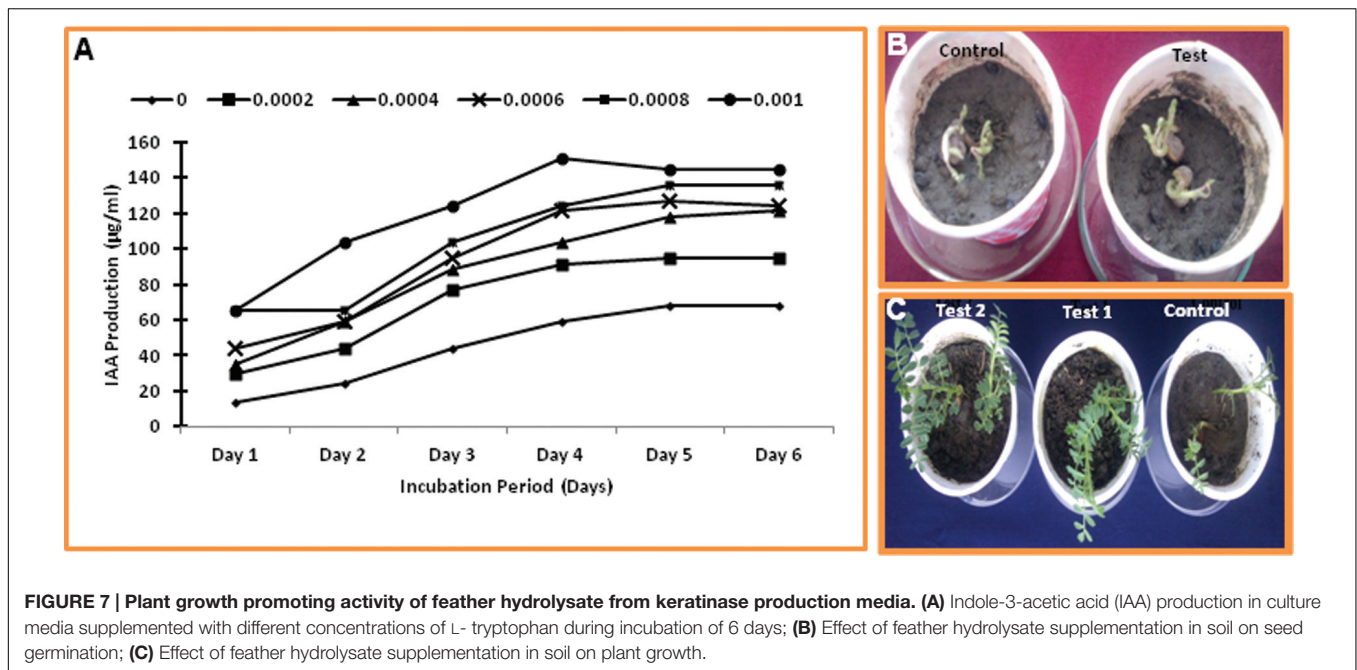 A
0 0.0002 0.0004 0.0006 0.0008 0.001
IAA Production (µg/ml)
160
140
120
100
80
60
40
20
0
Day 1 Day 2 Day 3 Day 4 Day 5 Day 6
Incubation Period (Days)
B
Control Test
C
Test 2 Test 1 Control
FIGURE 7 | Plant growth promoting activity of feather hydrolysate from keratinase production media. (A) Indole-3-acetic acid (IAA) production in culture
media supplemented with different concentrations of L- tryptophan during incubation of 6 days; (B) Effect of feather hydrolysate supplementation in soil on seed
germination; (C) Effect of feather hydrolysate supplementation in soil on plant growth.